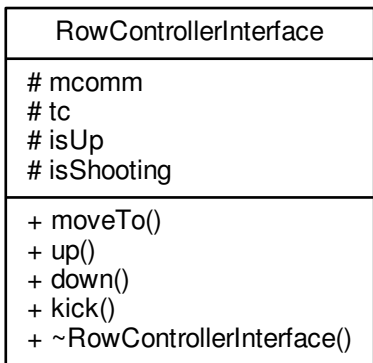 RowControllerInterface
# mcomm
# tc
# isUp
# isShooting
+ moveTo()
+ up()
+ down()
+ kick()
+ ~RowControllerInterface()